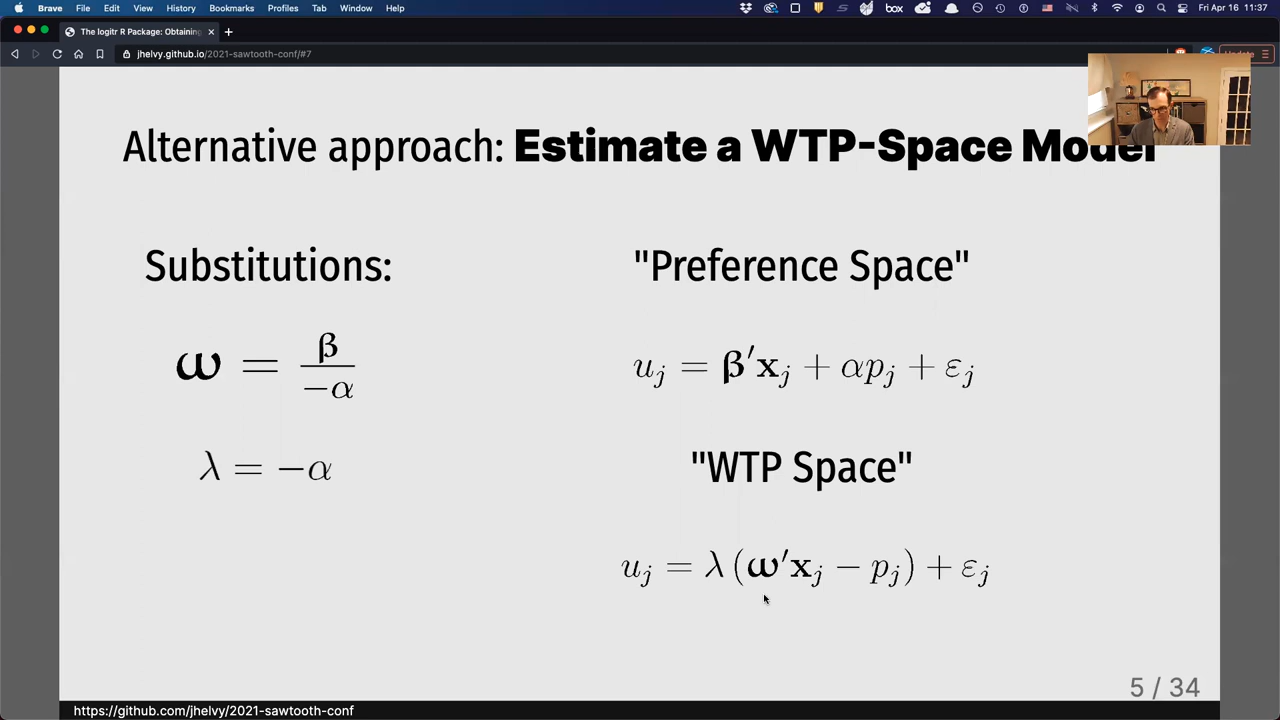 Brave File Edit View History Bookmarks Profiles Tab Window Help box Fri Apr 16 11:37
The logitr R Package: Obtaining
jhelvy.github.io/2021-sawtooth-conf/#7 Update
Alternative approach: Estimate a WTP-Space Model
Substitutions:
"Preference Space"
ω = β / −α
u_j = β′x_j + αp_j + ε_j
λ = −α
"WTP Space"
u_j = λ (ω′x_j − p_j) + ε_j
5 / 34
https://github.com/jhelvy/2021-sawtooth-conf